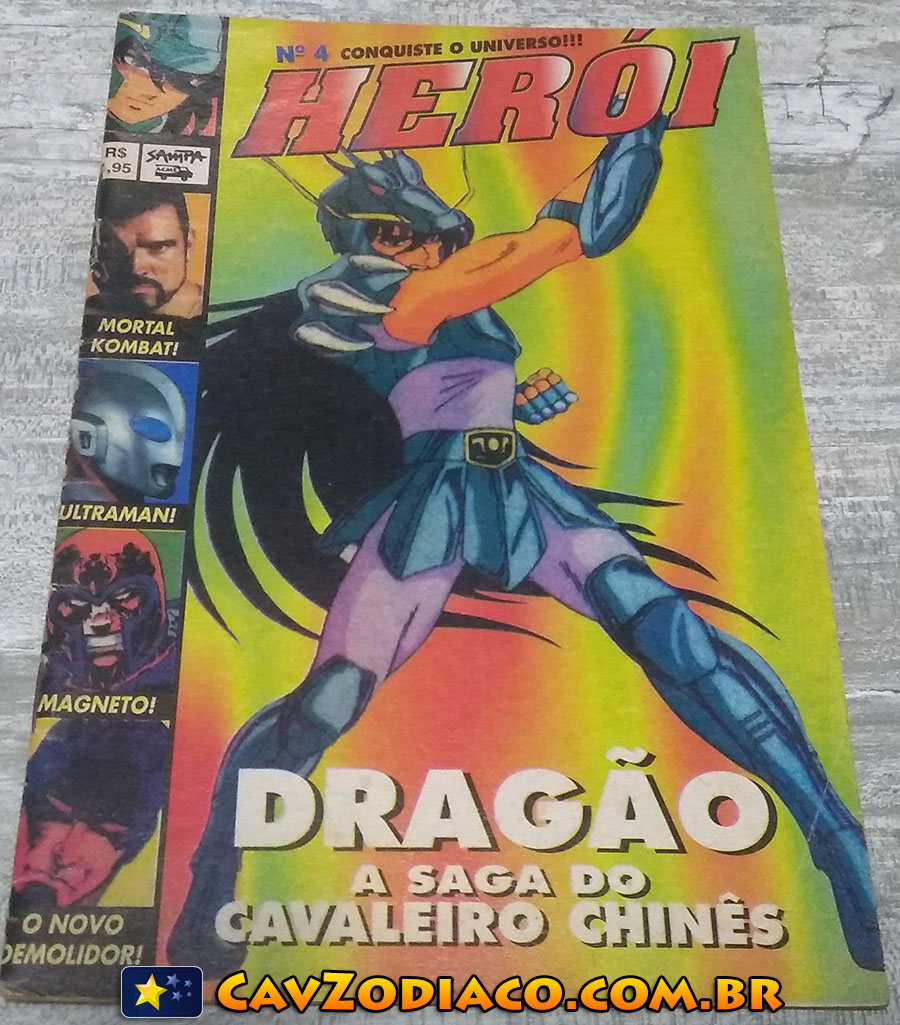 Nº 4 CONQUISTE O UNIVERSO!!!
HERÓI
R$
,95
SAMPA
ACME
MORTAL
KOMBAT!
ULTRAMAN!
MAGNETO!
O NOVO
DEMOLIDOR!
DRAGÃO
A SAGA DO
CAVALEIRO CHINÊS
CAVZODIACO.COM.BR